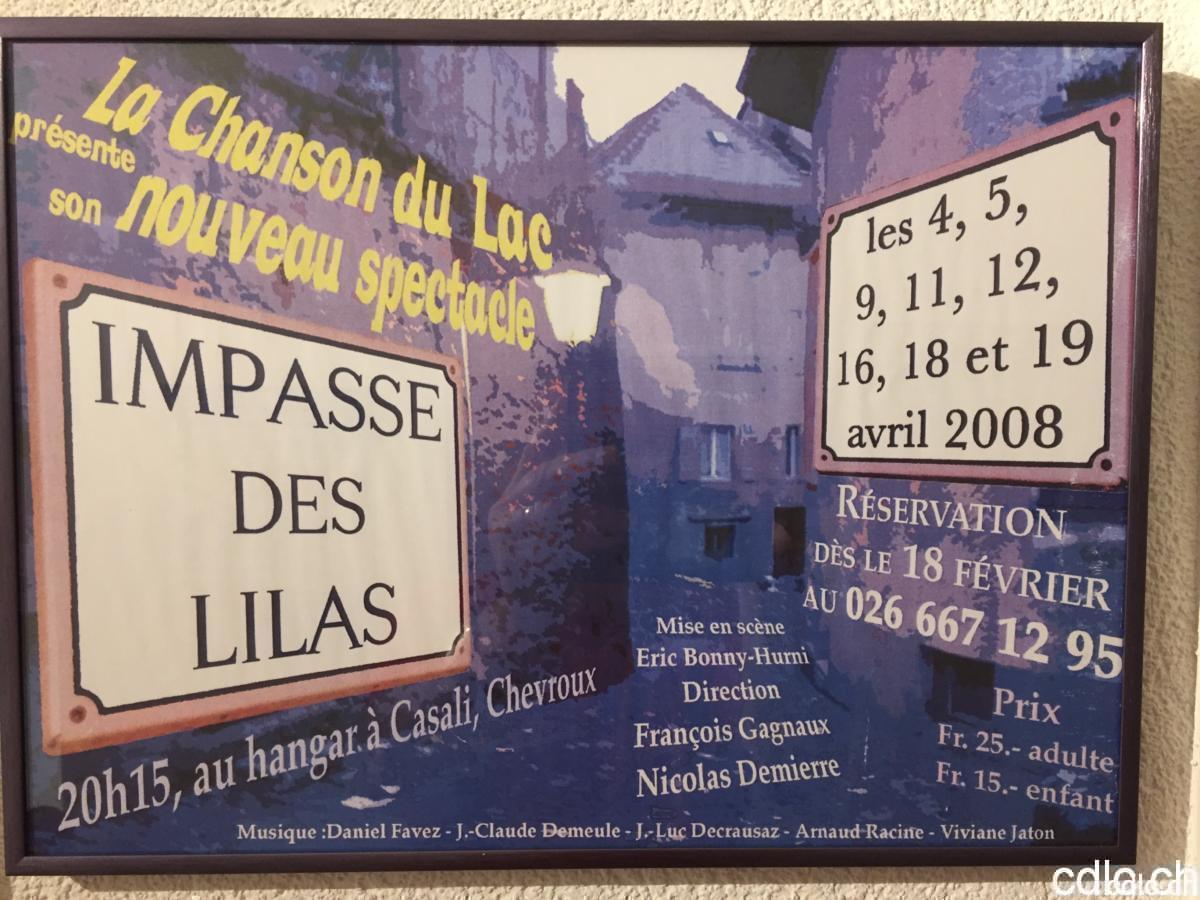 La Chanson du Lac
présente
son nouveau spectacle
IMPASSE
DES
LILAS
les 4, 5,
9, 11, 12,
16, 18 et 19
avril 2008
RÉSERVATION
DÈS LE 18 FÉVRIER
AU 026 667 12 95
Prix
Fr. 25.- adulte
Fr. 15.- enfant
Mise en scène
Eric Bonny-Hurni
Direction
François Gagnaux
Nicolas Demierre
20h15, au hangar à Casali, Chevroux
Musique :Daniel Favez - J.-Claude Demeule - J.-Luc Decrausaz - Arnaud Racine - Viviane Jaton
cdlc.ch